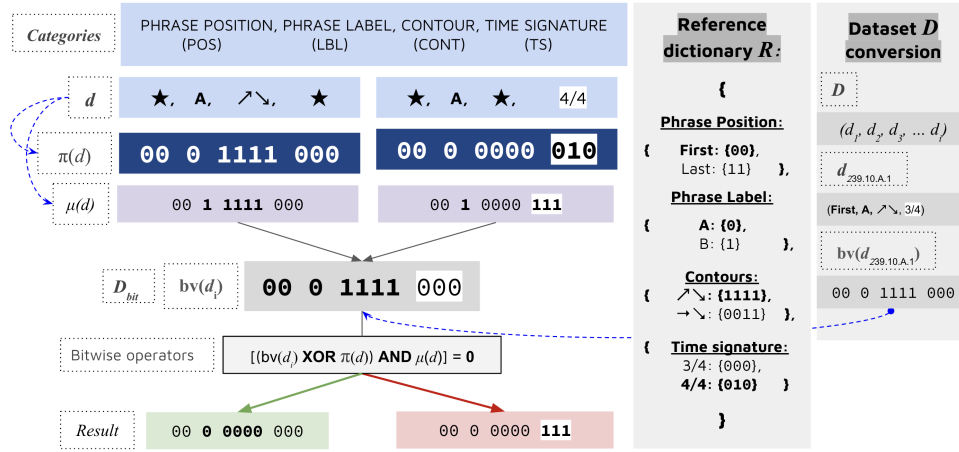 Categories
PHRASE POSITION, PHRASE LABEL, CONTOUR, TIME SIGNATURE
(POS) (LBL) (CONT) (TS)
d
★, A, ↗↘, ★
★, A, ★, 4/4
π(d)
00 0 1111 000
00 0 0000 010
μ(d)
00 1 1111 000
00 1 0000 111
D_bit
bv(d_i)
00 0 1111 000
Bitwise operators
[(bv(d_i) XOR π(d)) AND μ(d)] = 0
Result
00 0 0000 000
00 0 0000 111
Reference
dictionary R:
{
Phrase Position:
{ First: {00},
Last: {11} },
Phrase Label:
{ A: {0},
B: {1} },
Contours:
{ ↗↘: {1111},
→↘: {0011} },
{ Time signature:
3/4: {000},
4/4: {010} }
}
Dataset D
conversion
D
(d_1, d_2, d_3, ... d_i)
d_239.10.A.1
(First, A, ↗↘, 3/4)
bv(d_239.10.A.1)
00 0 1111 000